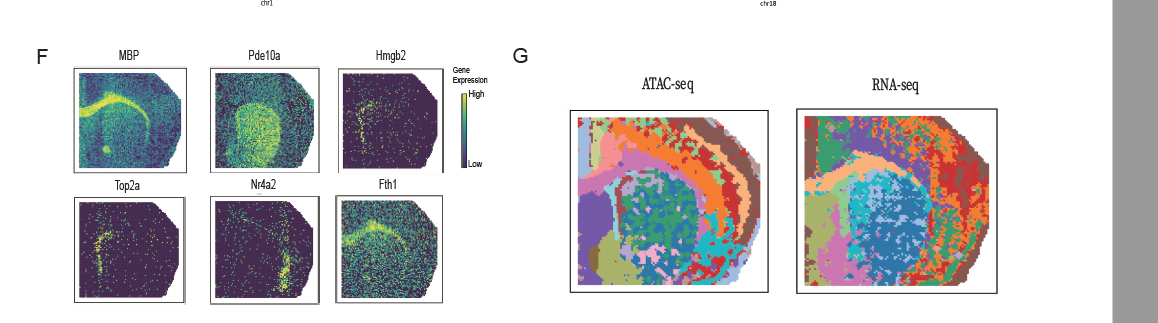 chr1
chr18
F
MBP
Pde10a
Hmgb2
Gene
Expression
High
Low
Top2a
Nr4a2
Fth1
G
ATAC-seq
RNA-seq